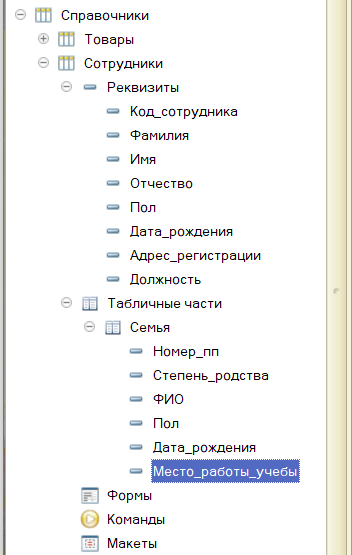 Справочники
Товары
Сотрудники
Реквизиты
Код_сотрудника
Фамилия
Имя
Отчество
Пол
Дата_рождения
Адрес_регистрации
Должность
Табличные части
Семья
Номер_пп
Степень_родства
ФИО
Пол
Дата_рождения
Место_работы_учебы
Формы
Команды
Макеты